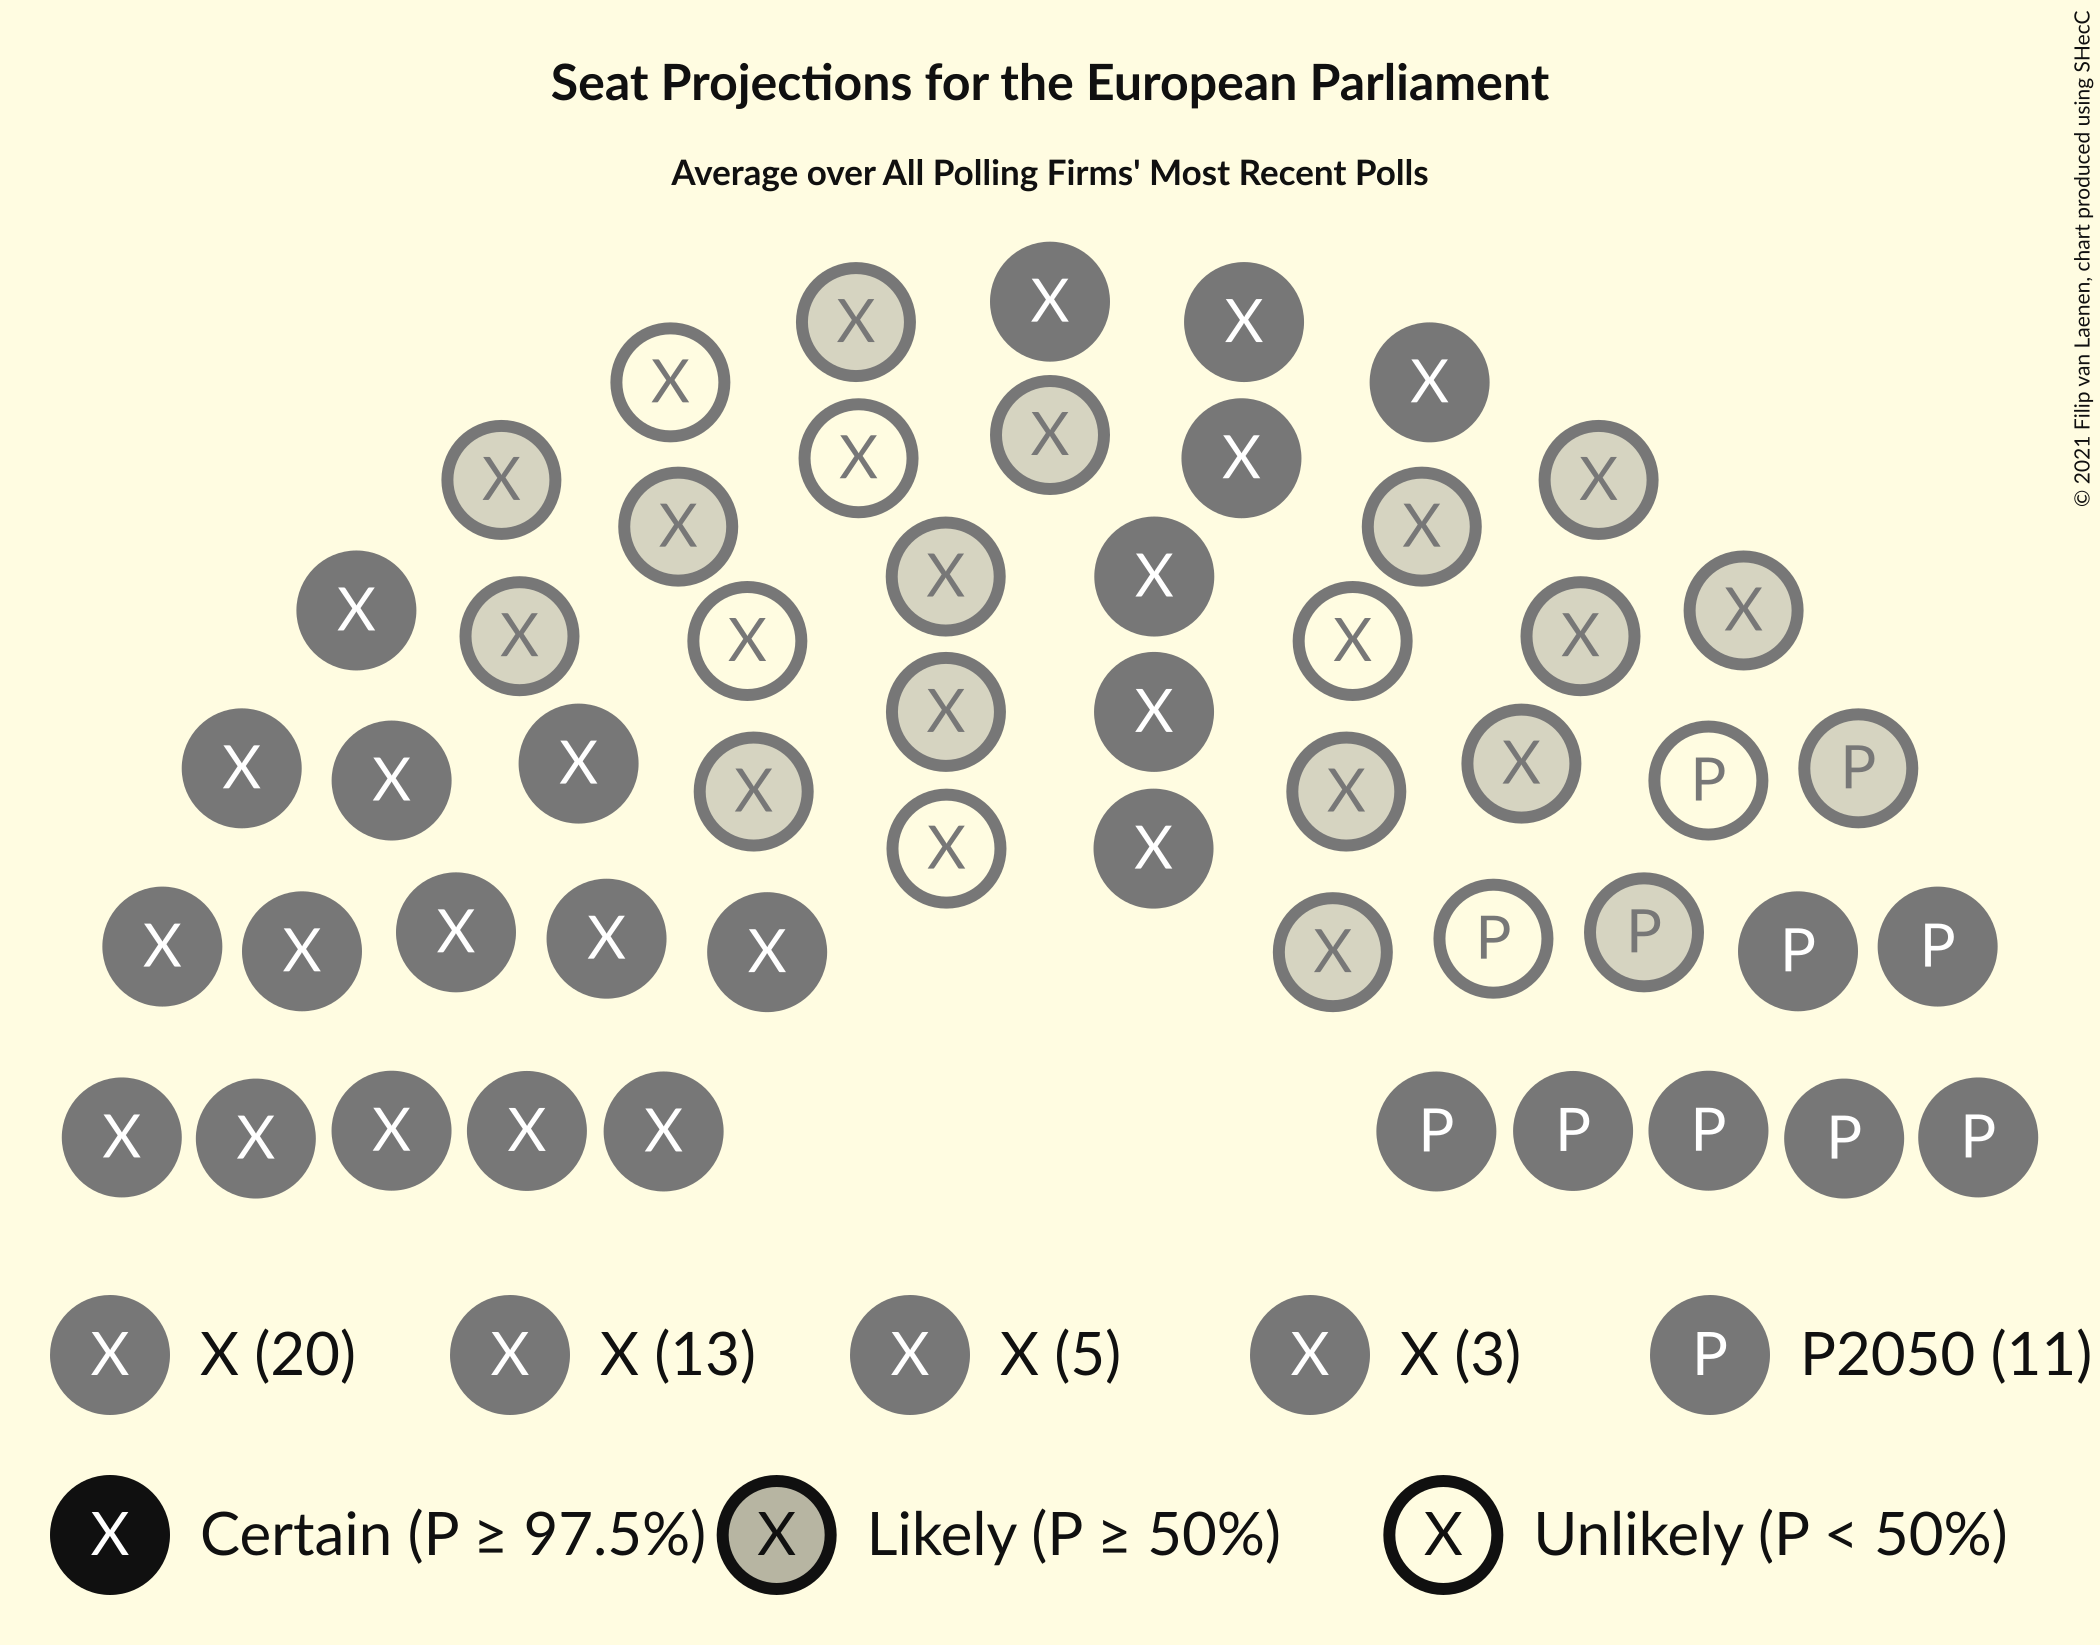 Seat Projections for the European Parliament
Average over All Polling Firms' Most Recent Polls
© 2021 Filip van Laenen, chart produced using SHecC
X
X X
X X
X
X X
X X
X X
X X
X X
X X
X X
X X
X X
X X X X
X X X X P P
X X
X X X X X X P P P P
X X X X X P P P P P
X X (20) X X (13) X X (5) X X (3) P P2050 (11)
X Certain (P ≥ 97.5%) X Likely (P ≥ 50%) X Unlikely (P < 50%)